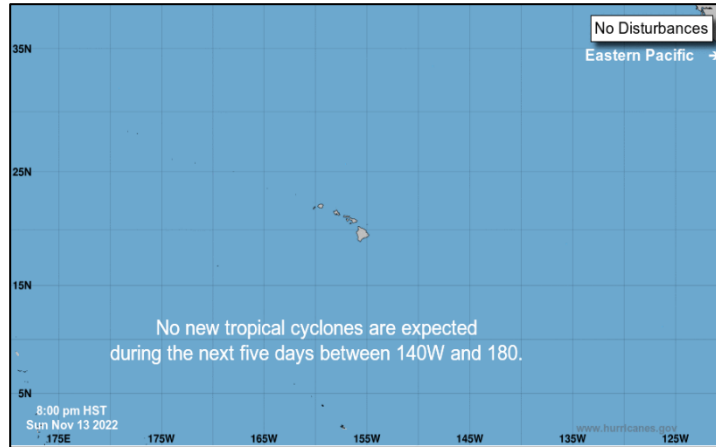 No Disturbances
35N
Eastern Pacific →
25N
15N
No new tropical cyclones are expected
during the next five days between 140W and 180.
5N
8:00 pm HST
Sun Nov 13 2022
www.hurricanes.gov
175E 175W 165W 155W 145W 135W 125W